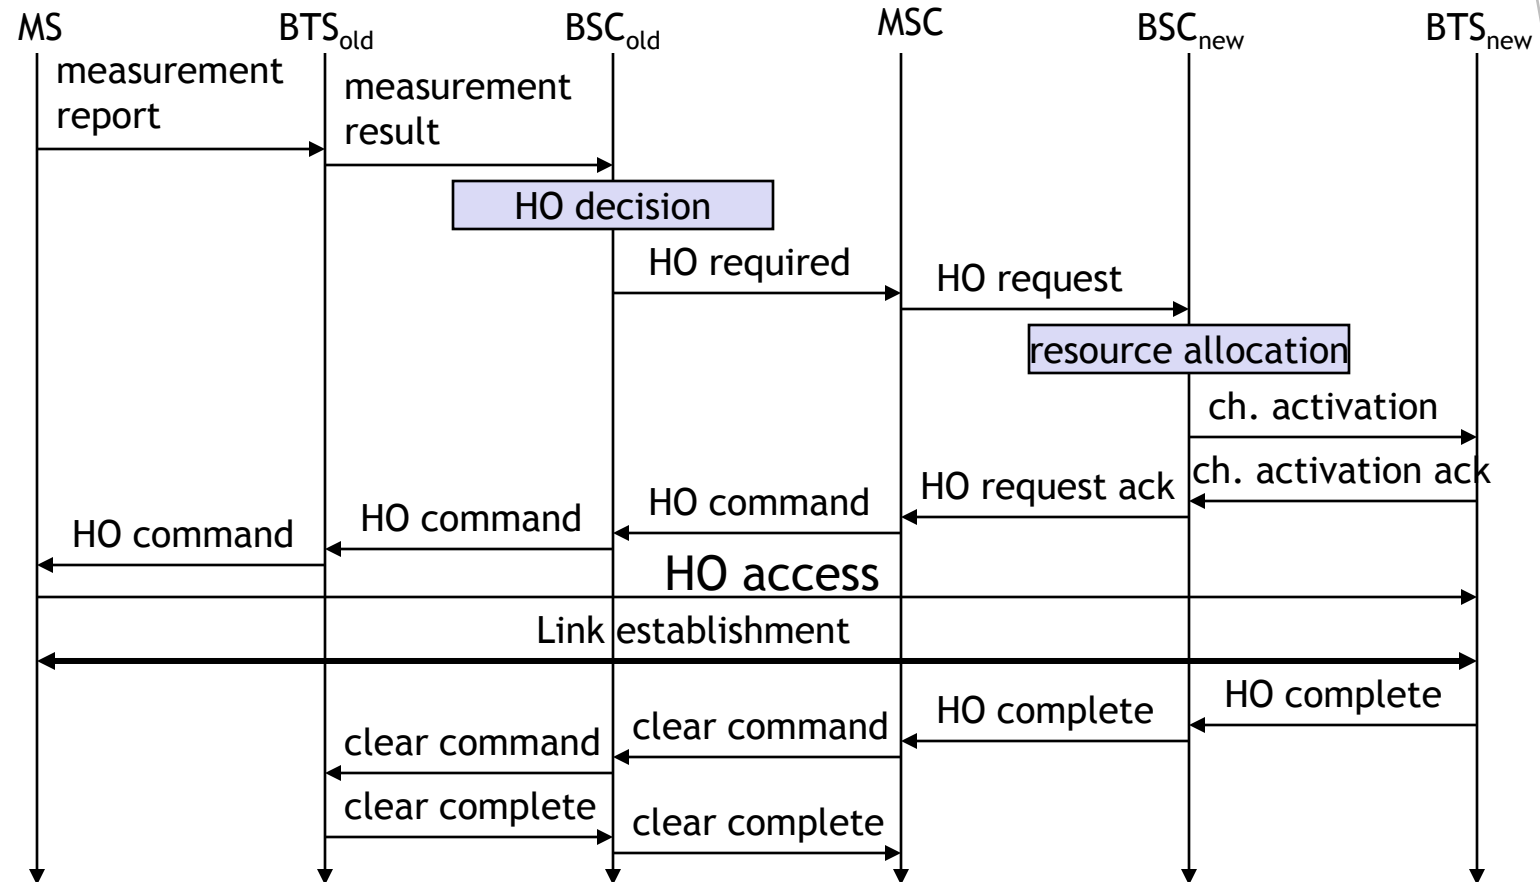 MS
BTSold
BSCold
MSC
BSCnew
BTSnew
measurement
report
measurement
result
HO decision
HO required
HO request
resource allocation
ch. activation
ch. activation ack
HO request ack
HO command
HO command
HO command
HO access
Link establishment
HO complete
HO complete
clear command
clear command
clear complete
clear complete